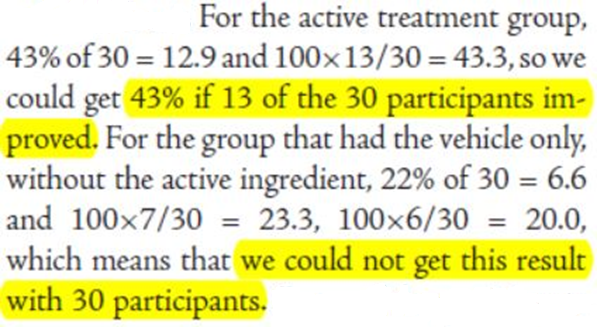 For the active treatment group,
43% of 30 = 12.9 and 100×13/30 = 43.3, so we
could get 43% if 13 of the 30 participants im-
proved. For the group that had the vehicle only,
without the active ingredient, 22% of 30 = 6.6
and 100×7/30 = 23.3, 100×6/30 = 20.0,
which means that we could not get this result
with 30 participants.